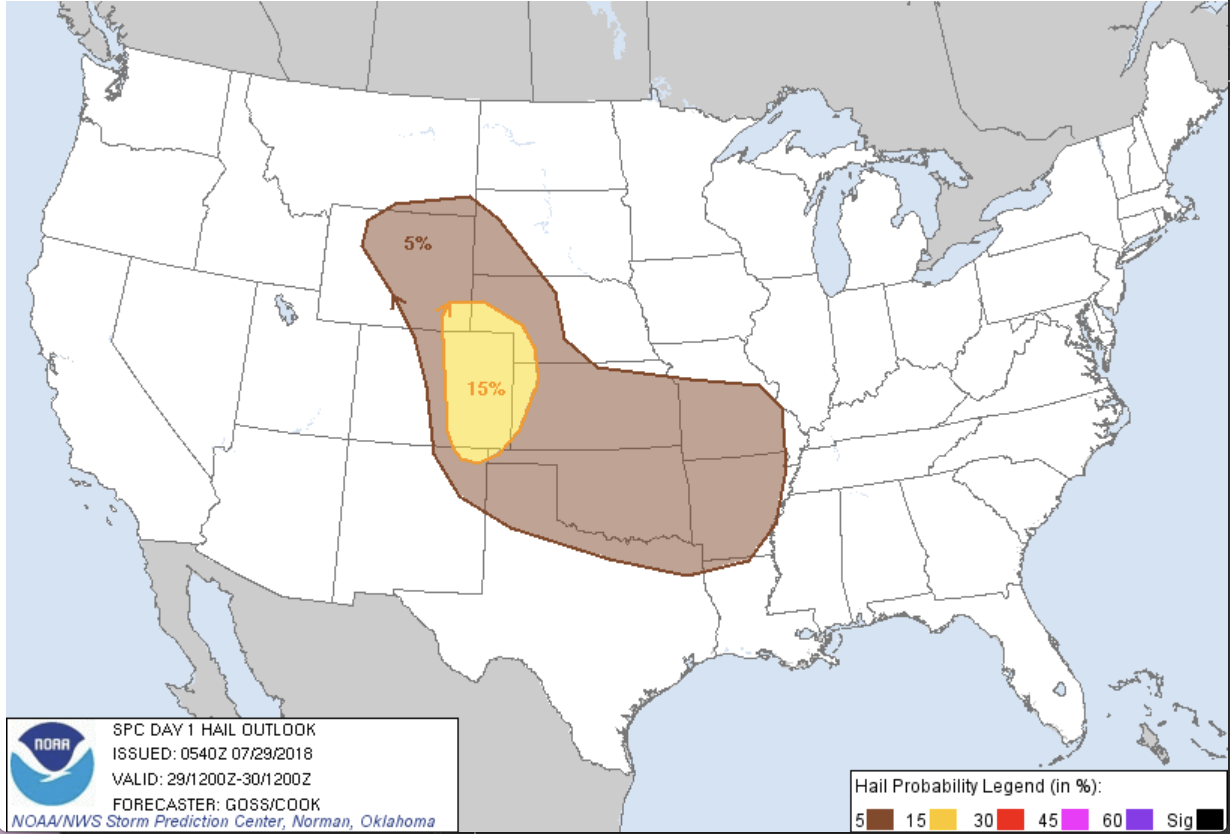 5%
15%
NOAA
SPC DAY 1 HAIL OUTLOOK
ISSUED: 0540Z 07/29/2018
VALID: 29/1200Z-30/1200Z
FORECASTER: GOSS/COOK
NOAA/NWS Storm Prediction Center, Norman, Oklahoma
Hail Probability Legend (in %):
5 15 30 45 60 Sig